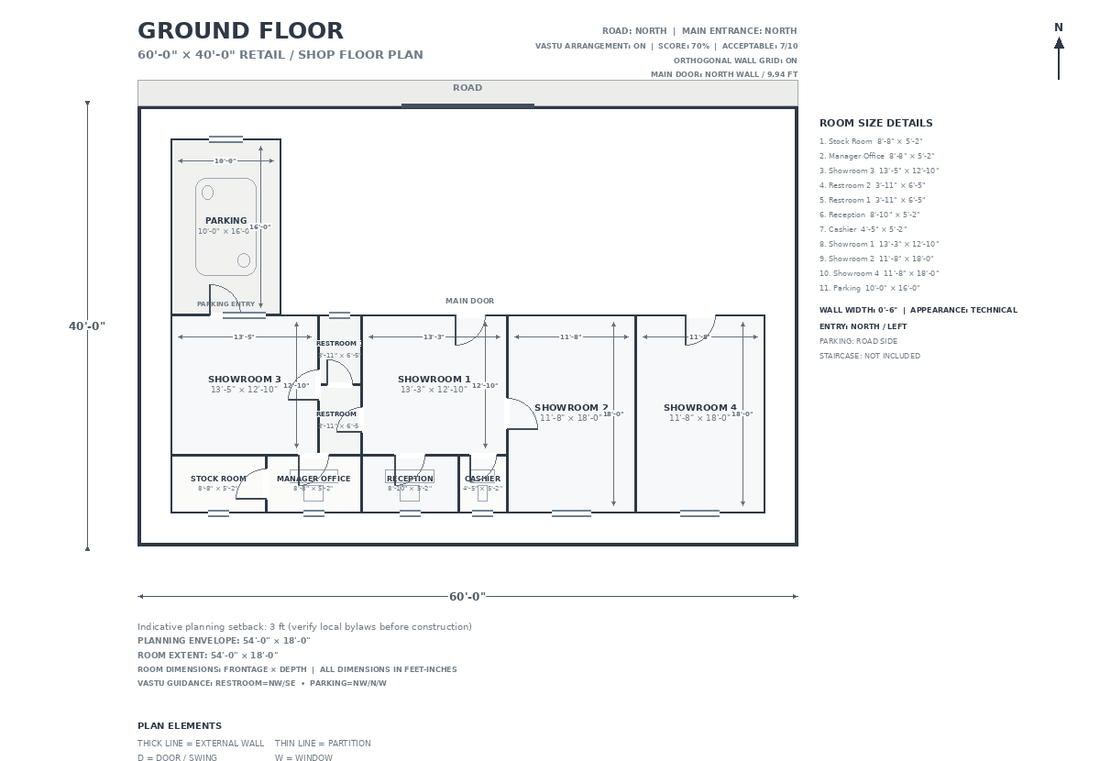 GROUND FLOOR
60'-0" × 40'-0" RETAIL / SHOP FLOOR PLAN
ROAD: NORTH | MAIN ENTRANCE: NORTH
VASTU ARRANGEMENT: ON | SCORE: 70% | ACCEPTABLE: 7/10
ORTHOGONAL WALL GRID: ON
MAIN DOOR: NORTH WALL / 9.94 FT
N
ROAD
ROOM SIZE DETAILS
1. Stock Room 8'-8" × 5'-2"
2. Manager Office 8'-8" × 5'-2"
3. Showroom 3 13'-5" × 12'-10"
4. Restroom 2 3'-11" × 6'-5"
5. Restroom 1 3'-11" × 6'-5"
6. Reception 8'-10" × 5'-2"
7. Cashier 4'-5" × 5'-2"
8. Showroom 1 13'-3" × 12'-10"
9. Showroom 2 11'-8" × 18'-0"
10. Showroom 4 11'-8" × 18'-0"
11. Parking 10'-0" × 16'-0"
WALL WIDTH: 0'-6" | APPEARANCE: TECHNICAL
ENTRY: NORTH / LEFT
PARKING: ROAD SIDE
STAIRCASE: NOT INCLUDED
10'-0"
PARKING
10'-0" × 16'-0
16'-0"
PARKING ENTRY
MAIN DOOR
40'-0"
13'-5"
13'-3"
11'-8"
11'-8"
RESTROOM
3'-11" × 6'-5"
SHOWROOM 3
13'-5" × 12'-10"
12'-10"
SHOWROOM 1
13'-3" × 12'-10"
12'-10"
RESTROOM
3'-11" × 6'-5
SHOWROOM 2
11'-8" × 18'-0"
18'-0"
SHOWROOM 4
11'-8" × 18'-0"
18'-0"
STOCK ROOM
8'-8" × 5'-2"
MANAGER OFFICE
8'-8" × 5'-2"
RECEPTION
8'-10" × 5'-2"
CASHIER
4'-5" × 5'-2"
60'-0"
Indicative planning setback: 3 ft (verify local bylaws before construction)
PLANNING ENVELOPE: 54'-0" × 18'-0"
ROOM EXTENT: 54'-0" × 18'-0"
ROOM DIMENSIONS: FRONTAGE × DEPTH | ALL DIMENSIONS IN FEET-INCHES
VASTU GUIDANCE: RESTROOM=NW/SE • PARKING=NW/N/W
PLAN ELEMENTS
THICK LINE = EXTERNAL WALL THIN LINE = PARTITION
D = DOOR / SWING W = WINDOW